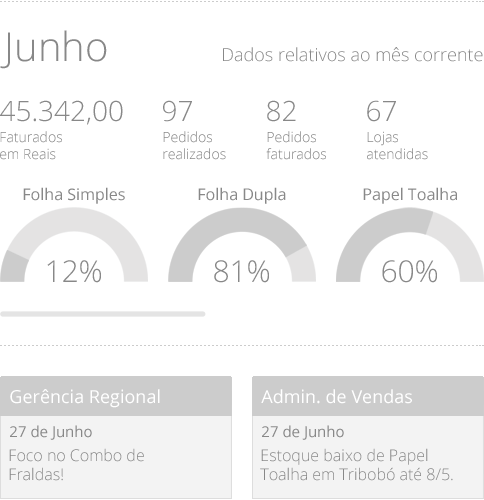 Junho
Dados relativos ao mês corrente
45.342,00 97 82 67
Faturados Pedidos Pedidos Lojas
em Reais realizados faturados atendidas
Folha Simples Folha Dupla Papel Toalha
12% 81% 60%
Gerência Regional
27 de Junho
Foco no Combo de
Fraldas!
Admin. de Vendas
27 de Junho
Estoque baixo de Papel
Toalha em Tribobó até 8/5.